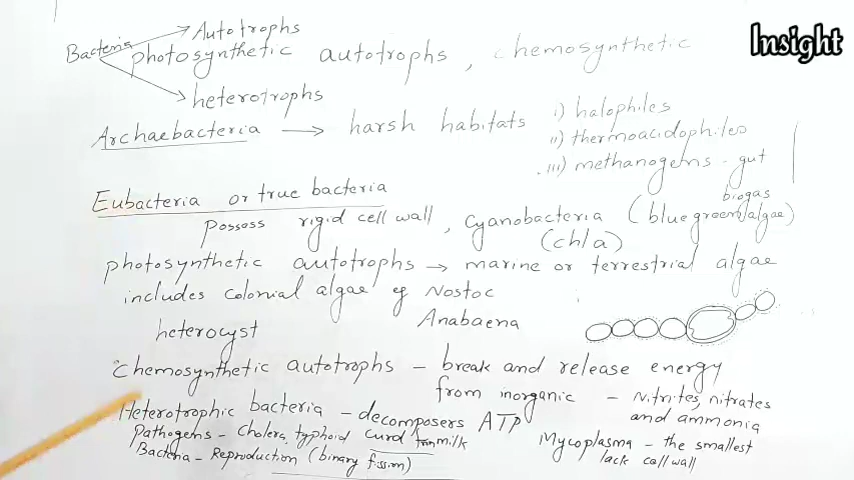 Insight
Autotrophs
Bacteria
photosynthetic autotrophs, chemosynthetic
heterotrophs
Archaebacteria → harsh habitats
i) halophiles
ii) thermoacidophiles
iii) methanogens - gut
biogas
Eubacteria or true bacteria
Possess rigid cell wall, Cyanobacteria (blue green algae)
(chl a)
photosynthetic autotrophs → marine or terrestrial algae
includes colonial algae eg Nostoc
Anabaena
heterocyst
Chemosynthetic autotrophs - break and release energy
from inorganic - Nitrites, nitrates
and ammonia
Heterotrophic bacteria - decomposers ATP
Pathogens - cholera, typhoid curd from milk
Bacteria - Reproduction (binary fission)
Mycoplasma - the smallest
lack cell wall